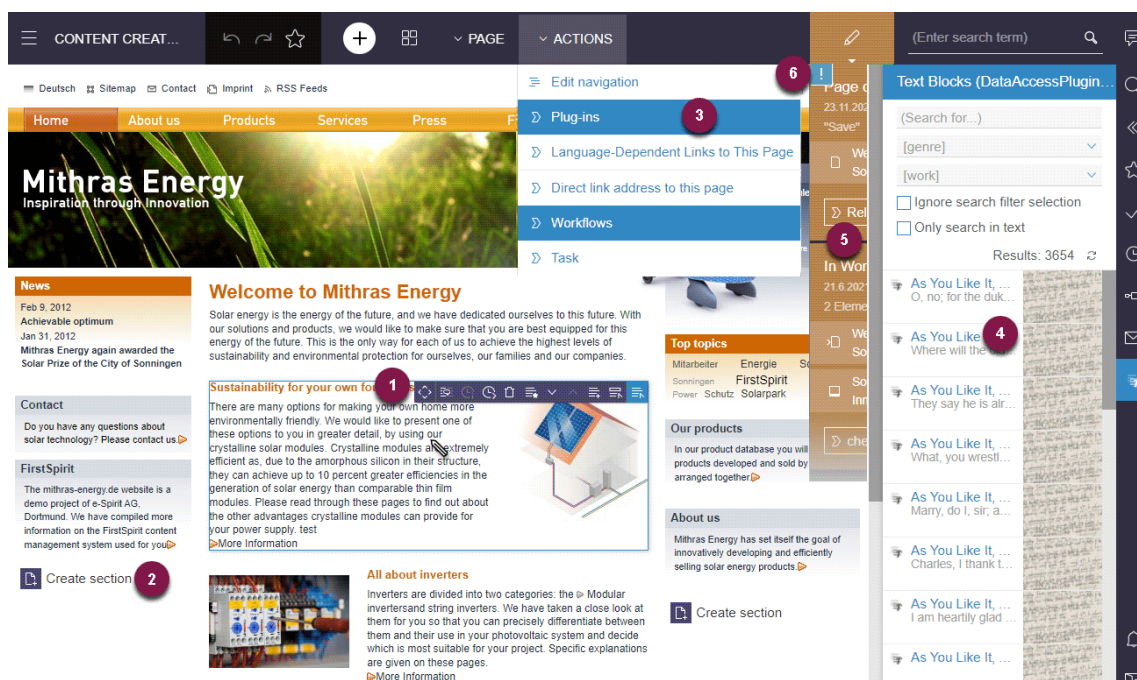 CONTENT CREAT...
PAGE
ACTIONS
(Enter search term)
Deutsch
Sitemap
Contact
Imprint
RSS Feeds
Home
About us
Products
Services
Press
Mithras Energy
Inspiration through Innovation
Edit navigation
Plug-ins
3
Language-Dependent Links to This Page
Direct link address to this page
Workflows
Task
6
!
23.11.202
"Save"
5
21.6.2021
2 Eleme
Text Blocks (DataAccessPlugin...
(Search for...)
[genre]
[work]
Ignore search filter selection
Only search in text
Results: 3654
As You Like It, ...
O, no; for the duk...
As You Like It, ...
Where will the
4
As You Like It, ...
They say he is alr...
As You Like It, ...
What, you wrestl...
As You Like It, ...
Marry, do I, sir; a...
As You Like It, ...
Charles, I thank t...
As You Like It, ...
I am heartily glad ...
As You Like It, ...
News
Feb 9, 2012
Achievable optimum
Jan 31, 2012
Mithras Energy again awarded the
Solar Prize of the City of Sonningen
Contact
Do you have any questions about
solar technology? Please contact us.
FirstSpirit
The mithras-energy.de website is a
demo project of e-Spirit AG,
Dortmund. We have compiled more
information on the FirstSpirit content
management system used for you
Create section
2
Welcome to Mithras Energy
Solar energy is the energy of the future, and we have dedicated ourselves to this future. With
our solutions and products, we would like to make sure that you are best equipped for this
energy of the future. This is the only way for each of us to achieve the highest levels of
sustainability and environmental protection for ourselves, our families and our companies.
1
Sustainability for your own
There are many options for making your own home more
environmentally friendly. We would like to present one of
these options to you in greater detail, by using our
crystalline solar modules. Crystalline modules are extremely
efficient as, due to the amorphous silicon in their structure,
they can achieve up to 10 percent greater efficiencies in the
generation of solar energy than comparable thin film
modules. Please read through these pages to find out about
the other advantages crystalline modules can provide for
your power supply. test
More Information
All about inverters
Inverters are divided into two categories: the Modular
invertersand string inverters. We have taken a close look at
them for you so that you can precisely differentiate between
them and their use in your photovoltaic system and decide
which is most suitable for your project. Specific explanations
are given on these pages.
More Information
Top topics
Mitarbeiter Energie
Sonningen FirstSpirit
Power Schutz Solarpark
Our products
In our product database you will
products developed and sold by
arranged together.
About us
Mithras Energy has set itself the goal of
innovatively developing and efficiently
selling solar energy products.
Create section